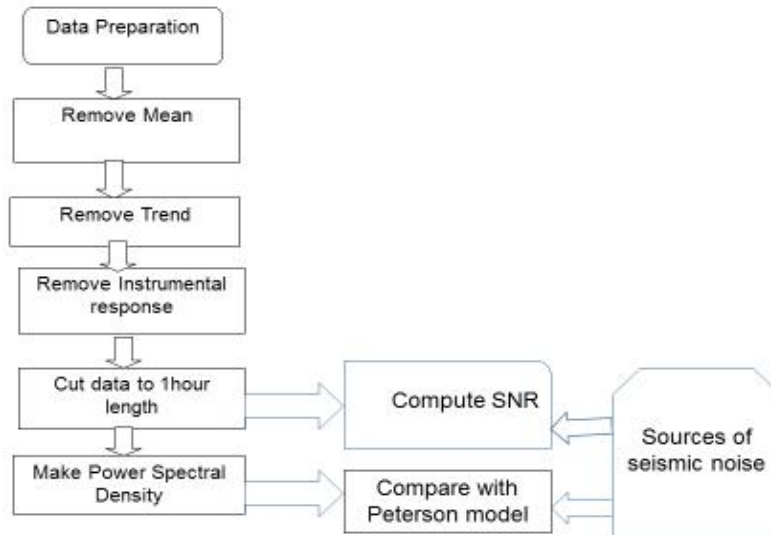 Data Preparation
Remove Mean
Remove Trend
Remove Instrumental
response
Cut data to 1hour
length
Make Power Spectral
Density
Compute SNR
Compare with
Peterson model
Sources of
seismic noise